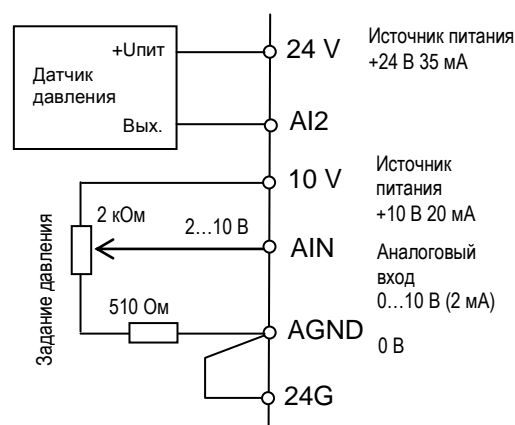 +Uпит
Датчик
давления
Вых.
24 V
Источник питания
+24 В 35 мА
AI2
10 V
Источник
питания
+10 В 20 мА
2 кОм
2...10 В
AIN
Аналоговый
вход
0...10 В (2 мА)
Задание давления
510 Ом
AGND
0 В
24G